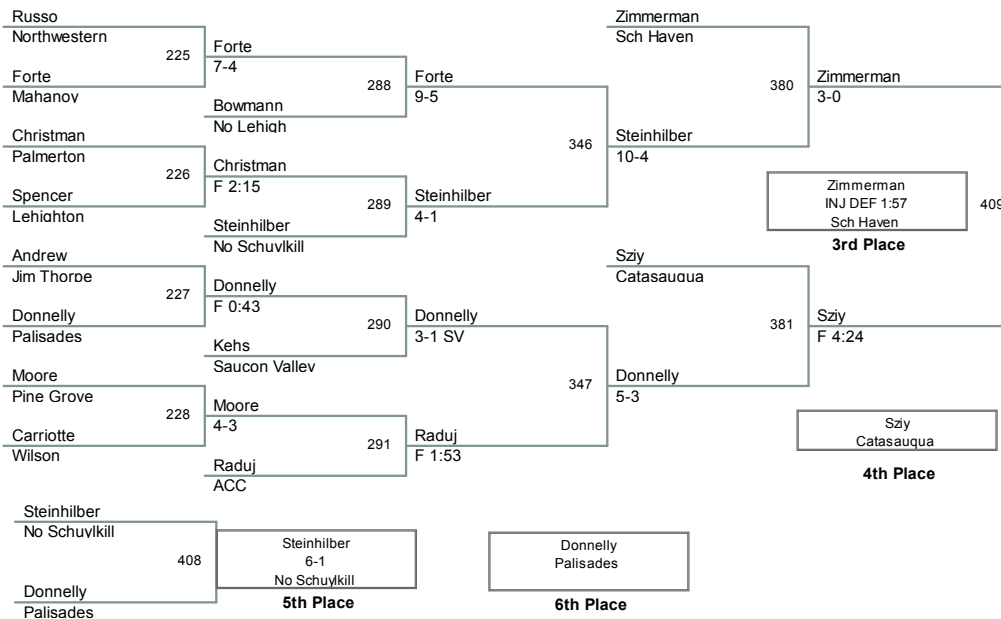 Russo
Northwestern
225
Forte
Mahanoy
Christman
Palmerton
226
Spencer
Lehighton
Andrew
Jim Thorpe
227
Donnelly
Palisades
Moore
Pine Grove
228
Carriotte
Wilson
Forte
7-4
288
Bowmann
No Lehigh
Christman
F 2:15
289
Steinhilber
No Schuylkill
Donnelly
F 0:43
290
Kehs
Saucon Valley
Moore
4-3
291
Raduj
ACC
Forte
9-5
346
Steinhilber
4-1
Donnelly
3-1 SV
347
Raduj
F 1:53
Zimmerman
Sch Haven
380
Steinhilber
10-4
Sziy
Catasauqua
381
Donnelly
5-3
Zimmerman
3-0
Zimmerman
INJ DEF 1:57
Sch Haven
409
3rd Place
Sziy
F 4:24
Sziy
Catasauqua
4th Place
Steinhilber
No Schuylkill
408
Donnelly
Palisades
Steinhilber
6-1
No Schuylkill
5th Place
Donnelly
Palisades
6th Place